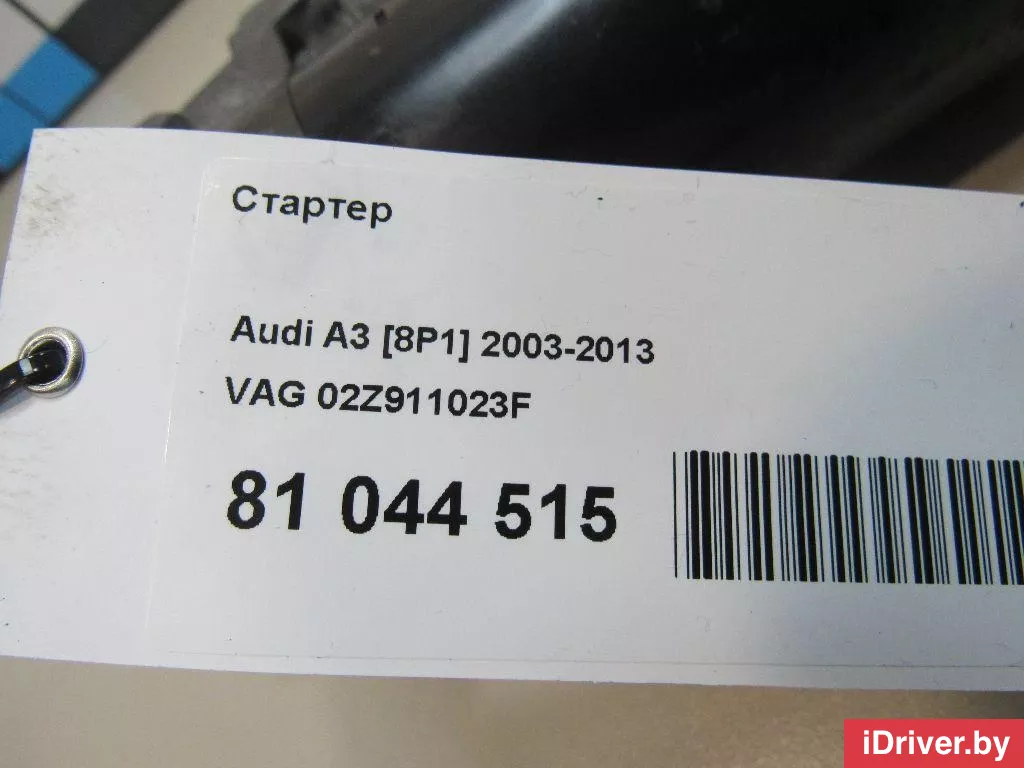 Стартер
Audi A3 [8P1] 2003-2013
VAG 02Z911023F
81 044 515
iDriver.by